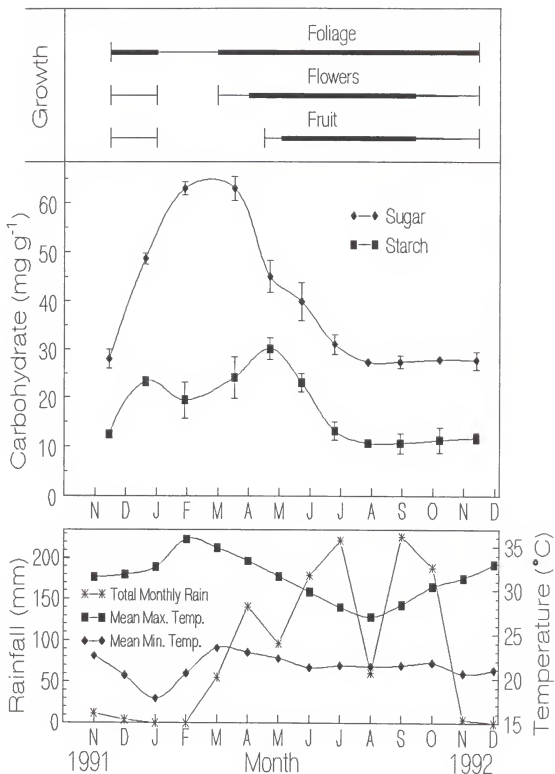 Growth
Foliage
Flowers
Fruit
Carbohydrate (mg g⁻¹)
60
50
40
30
20
10
0
Sugar
Starch
N D J F M A M J J A S O N D
Rainfall (mm)
200
150
100
50
0
Total Monthly Rain
Mean Max. Temp.
Mean Min. Temp.
35
30
25
20
15
Temperature (°C)
N D J F M A M J J A S O N D
1991 Month 1992